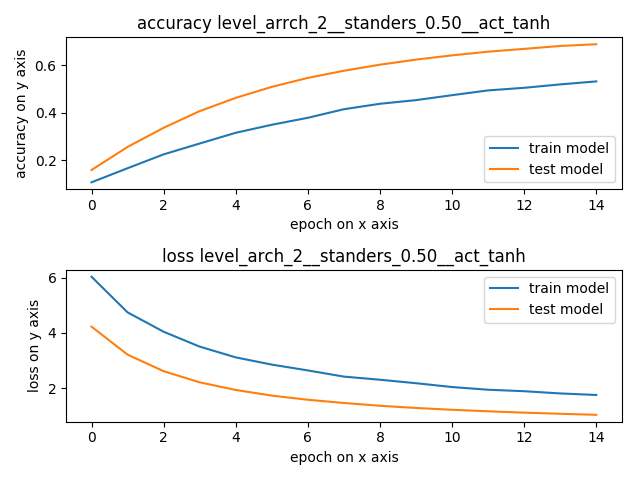 accuracy level_arrch_2__standers_0.50__act_tanh
accuracy on y axis
0.6
0.4
0.2
train model
test model
0 2 4 6 8 10 12 14
epoch on x axis
loss level_arch_2__standers_0.50__act_tanh
loss on y axis
6
4
2
train model
test model
0 2 4 6 8 10 12 14
epoch on x axis